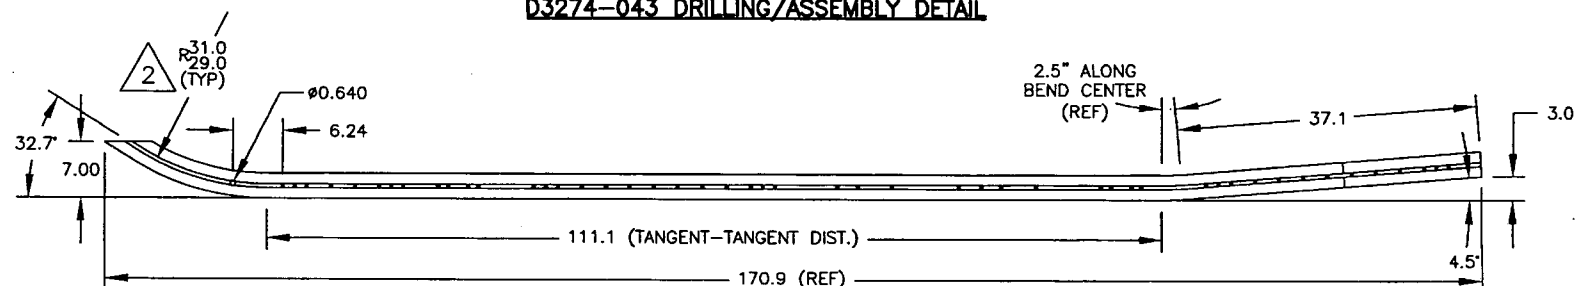 D3274-043 DRILLING/ASSEMBLY DETAIL
2
R31.0
29.0
(TYP)
ø0.640
6.24
32.7°
7.00
2.5" ALONG
BEND CENTER
(REF)
37.1
3.0
111.1 (TANGENT-TANGENT DIST.)
4.5°
170.9 (REF)